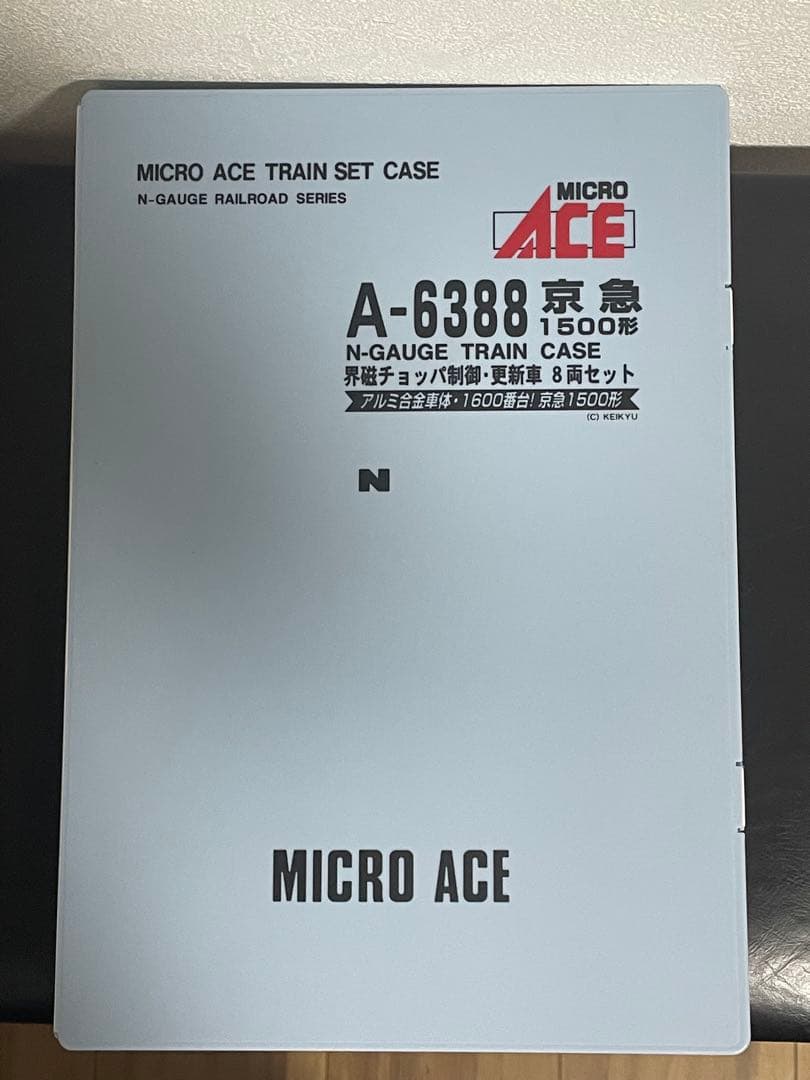 MICRO ACE TRAIN SET CASE
N-GAUGE RAILROAD SERIES
MICRO
ACE
A-6388 京急
1500形
N-GAUGE TRAIN CASE
界磁チョッパ制御・更新車 8両セット
アルミ合金車体・1600番台!京急1500形
(C) KEIKYU
N
MICRO ACE